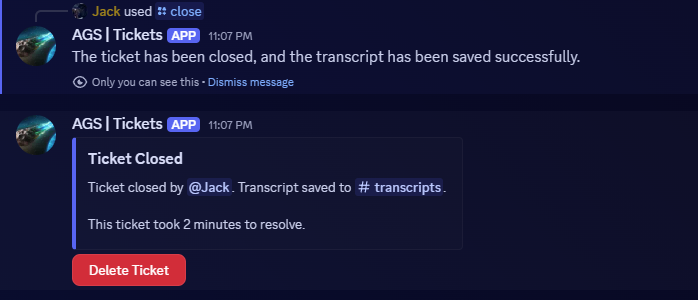 Jack used close
AGS | Tickets APP 11:07 PM
The ticket has been closed, and the transcript has been saved successfully.
Only you can see this • Dismiss message
AGS | Tickets APP 11:07 PM
Ticket Closed
Ticket closed by @Jack. Transcript saved to # transcripts.
This ticket took 2 minutes to resolve.
Delete Ticket